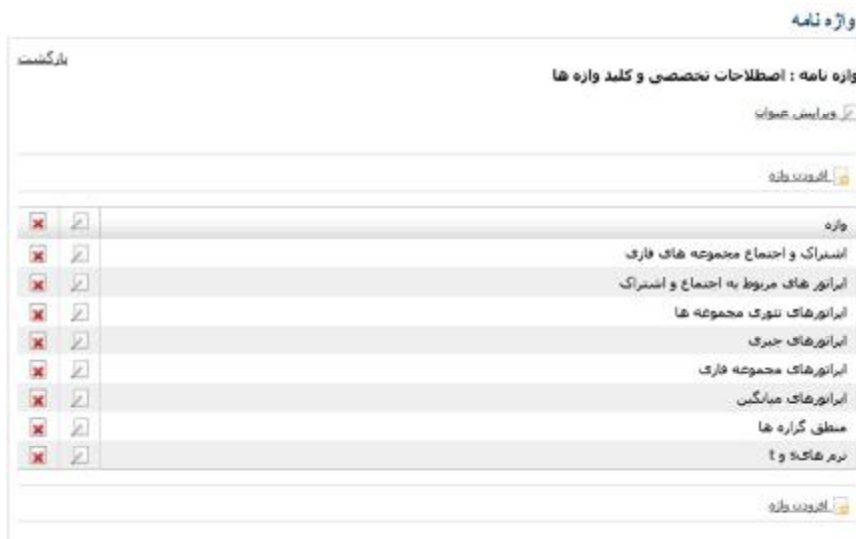 واژه نامه
بازگشت
واژه نامه : اصطلاحات تخصصی و کلید واژه ها
ویرایش عنوان
افزودن واژه
واژه
اشتراک و اجتماع مجموعه های فازی
اپراتور های مربوط به اجتماع و اشتراک
اپراتورهای تئوری مجموعه ها
اپراتورهای جبری
اپراتورهای مجموعه فازی
اپراتورهای میانگین
منطق گزاره ها
نرم هایs و t
افزودن واژه